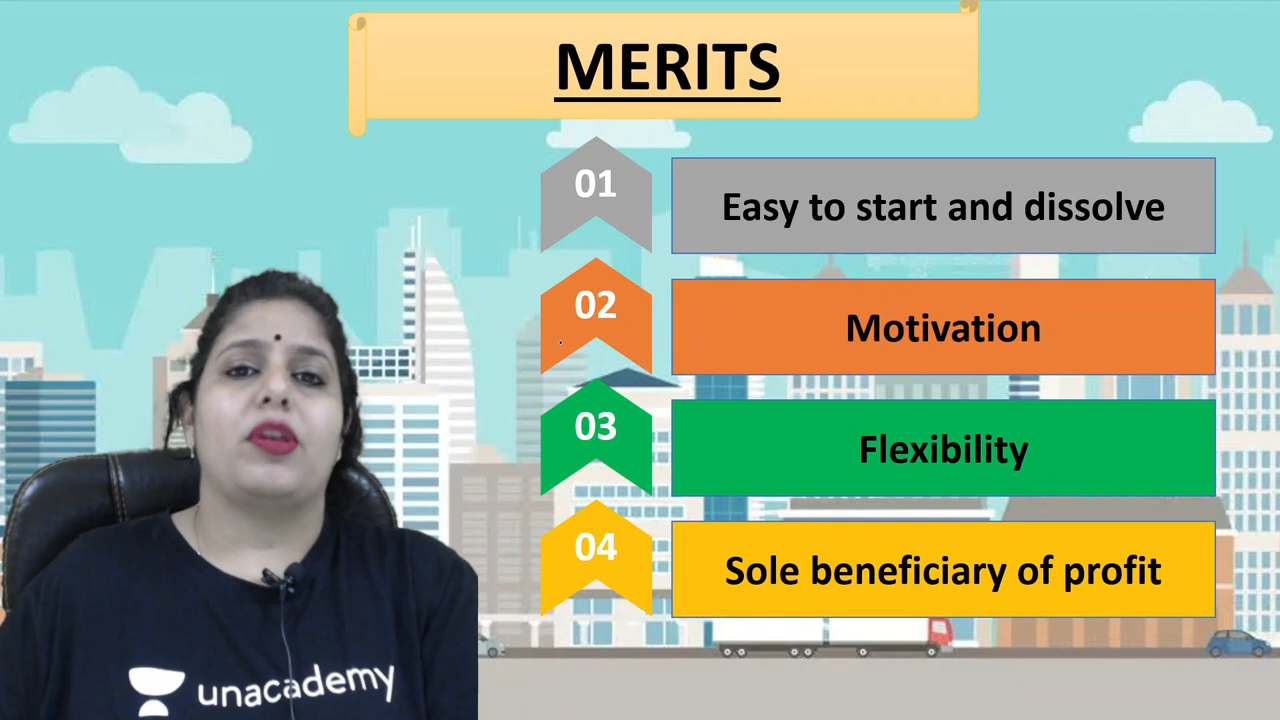 MERITS
01
Easy to start and dissolve
02
Motivation
03
Flexibility
04
Sole beneficiary of profit
unacademy